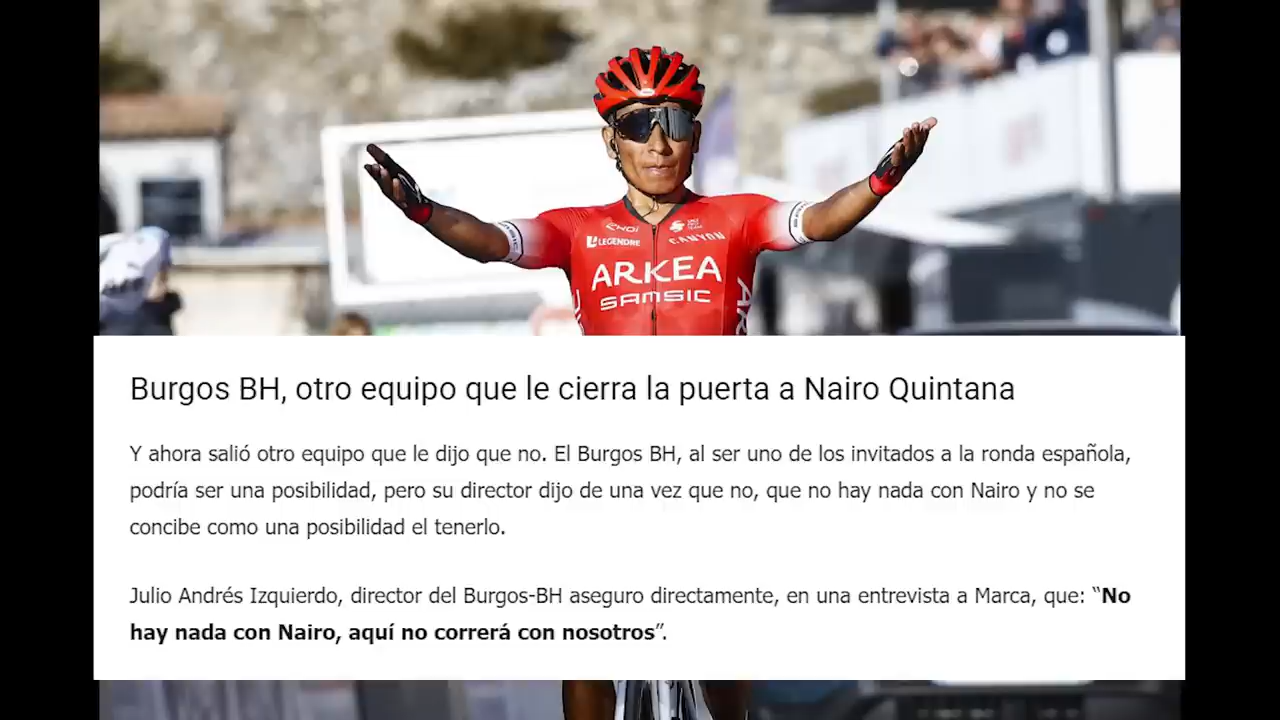 EKOI
LEGENDRE
CANYON
ARKEA
SAMSIC
Burgos BH, otro equipo que le cierra la puerta a Nairo Quintana
Y ahora salió otro equipo que le dijo que no. El Burgos BH, al ser uno de los invitados a la ronda española,
podría ser una posibilidad, pero su director dijo de una vez que no, que no hay nada con Nairo y no se
concibe como una posibilidad el tenerlo.
Julio Andrés Izquierdo, director del Burgos-BH aseguro directamente, en una entrevista a Marca, que: “No
hay nada con Nairo, aquí no correrá con nosotros”.